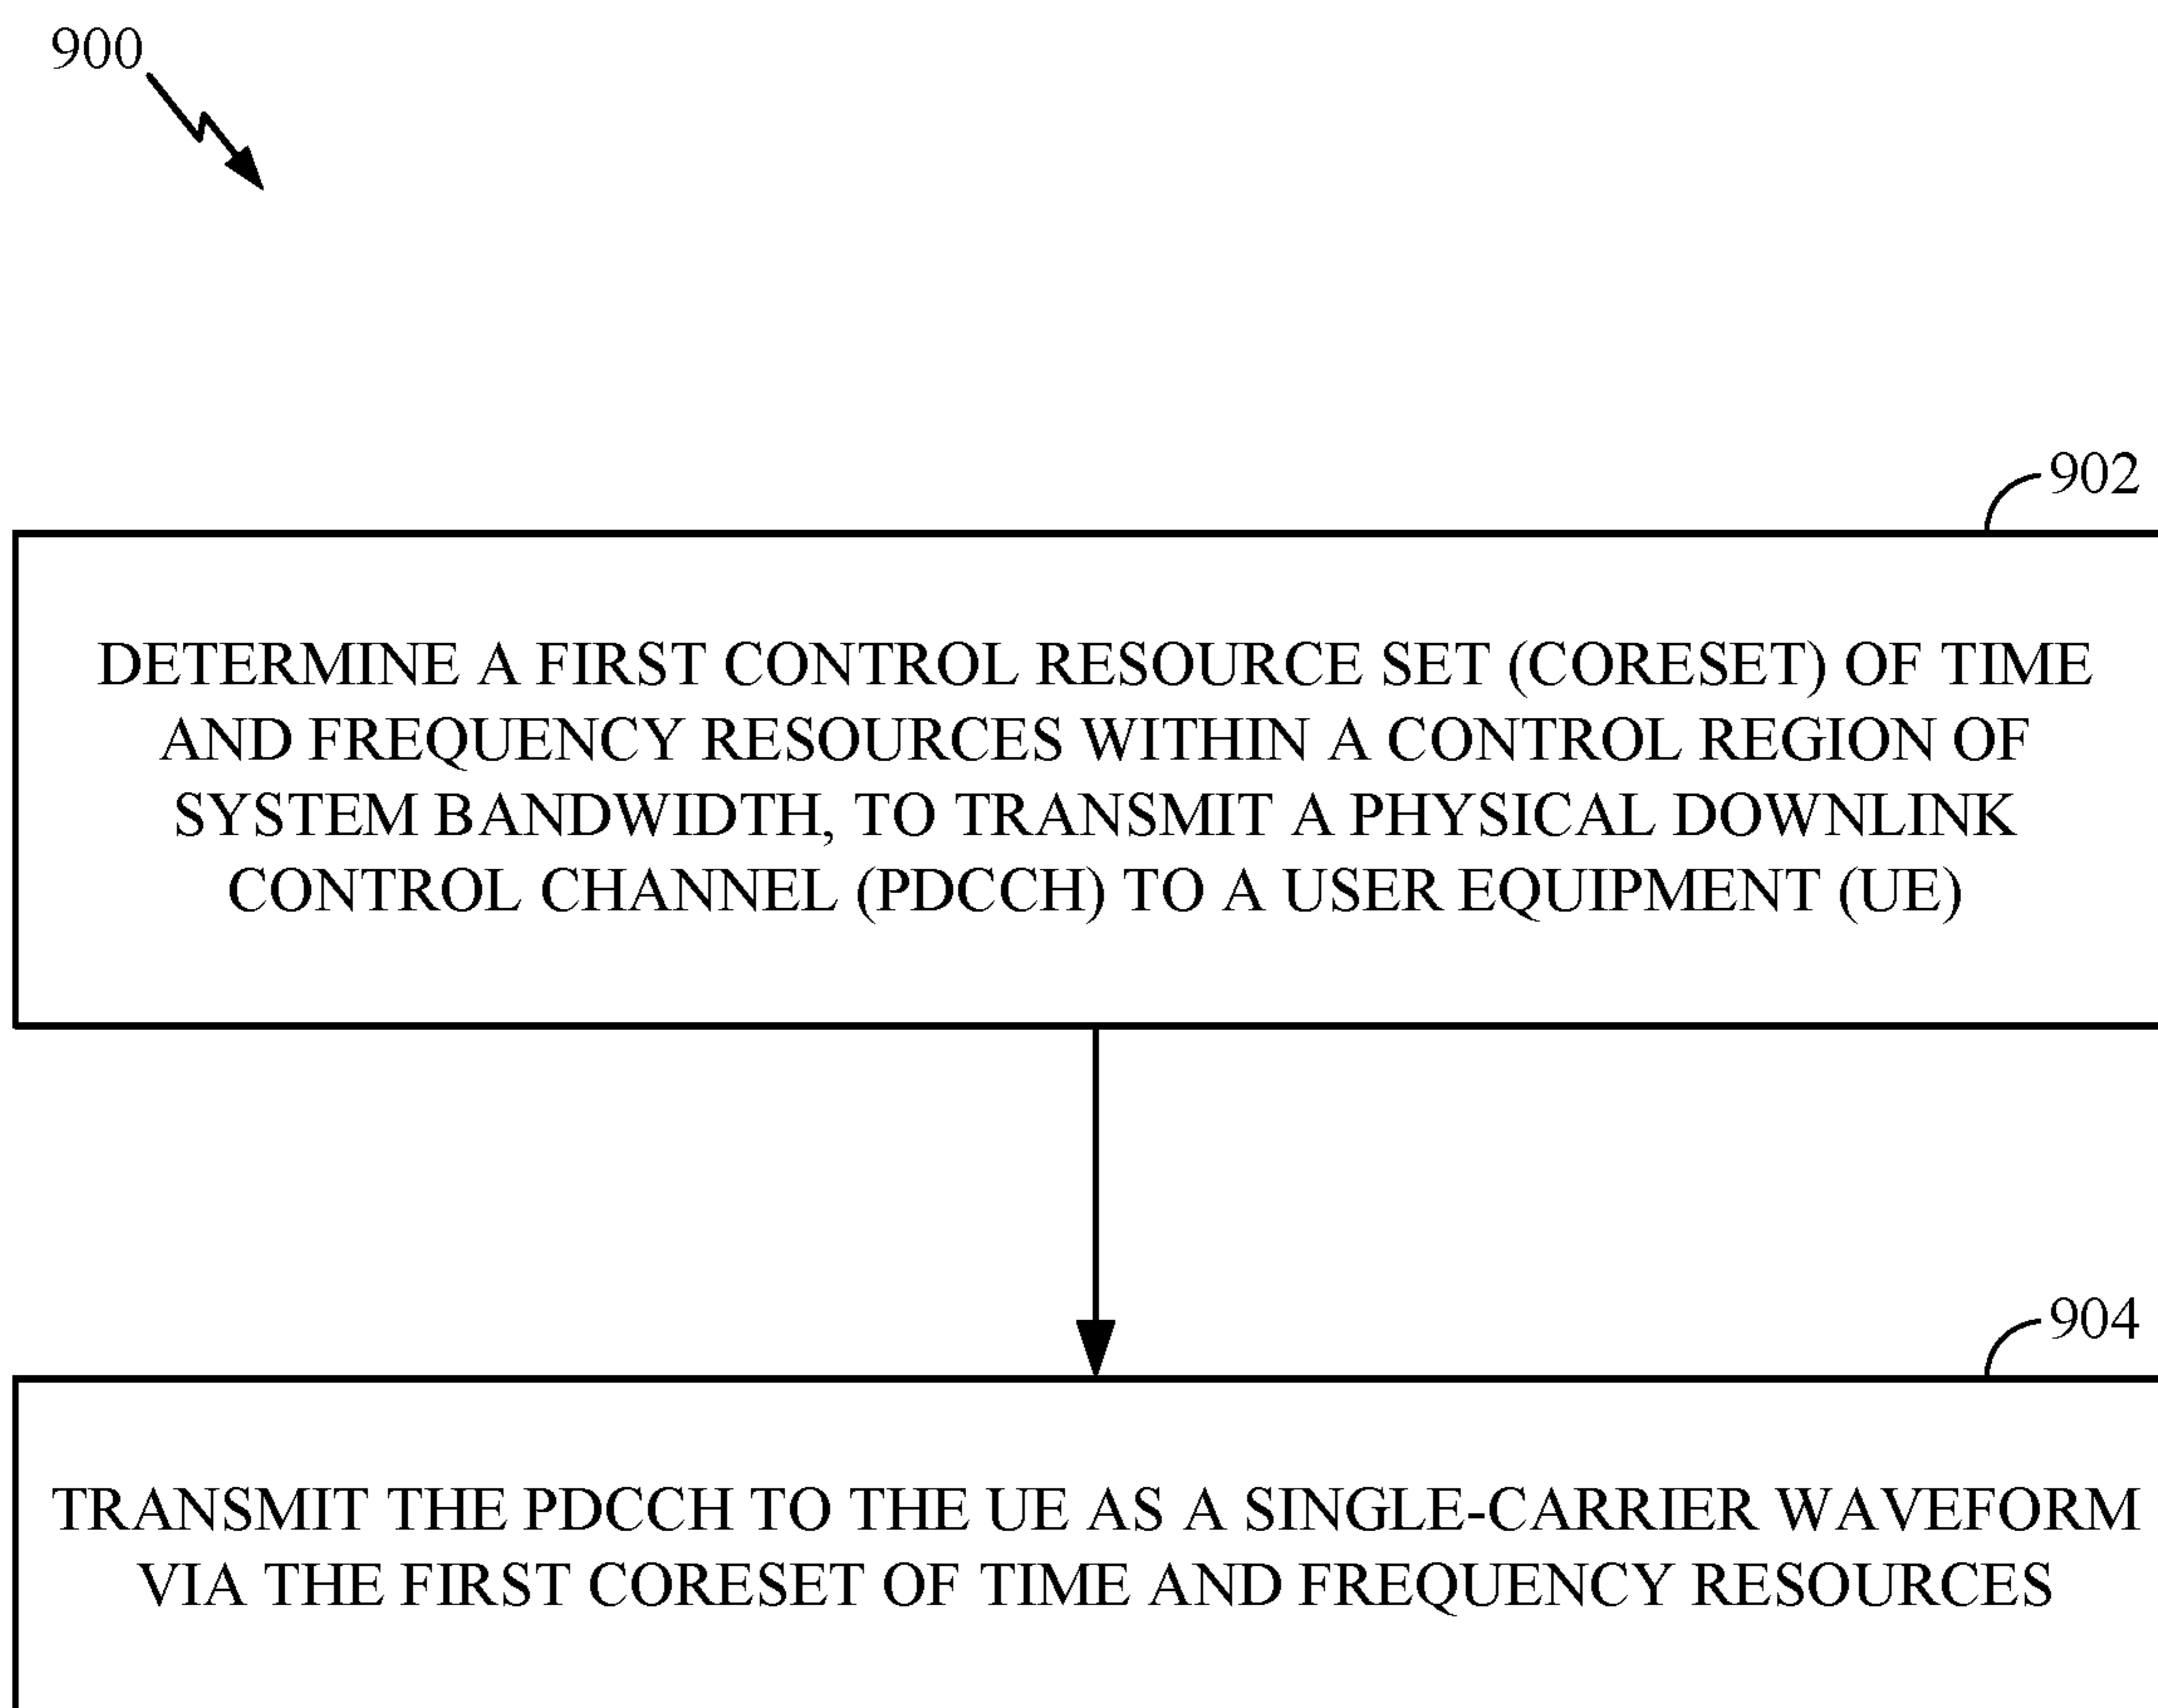 900
902
DETERMINE A FIRST CONTROL RESOURCE SET (CORESET) OF TIME
AND FREQUENCY RESOURCES WITHIN A CONTROL REGION OF
SYSTEM BANDWIDTH, TO TRANSMIT A PHYSICAL DOWNLINK
CONTROL CHANNEL (PDCCH) TO A USER EQUIPMENT (UE)
904
TRANSMIT THE PDCCH TO THE UE AS A SINGLE-CARRIER WAVEFORM
VIA THE FIRST CORESET OF TIME AND FREQUENCY RESOURCES